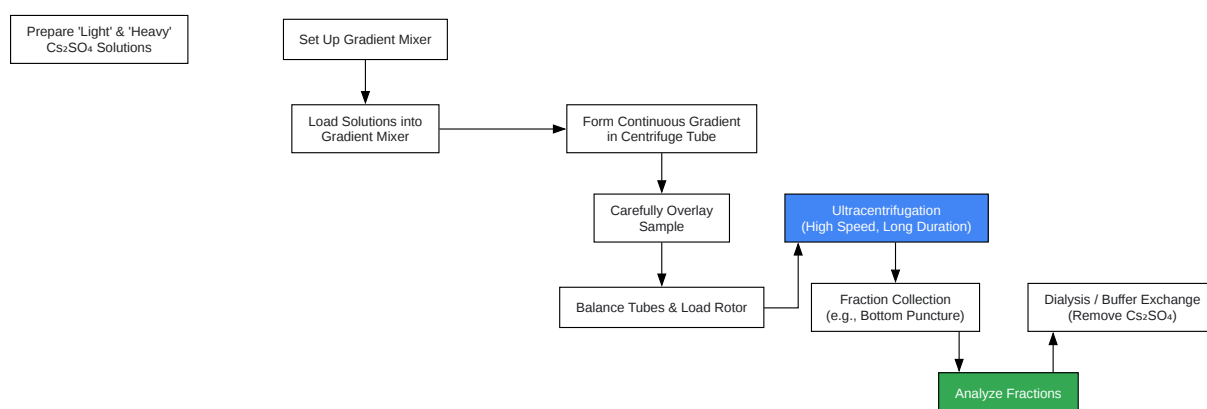 Prepare 'Light' & 'Heavy'
Cs₂SO₄ Solutions
Set Up Gradient Mixer
Load Solutions into
Gradient Mixer
Form Continuous Gradient
in Centrifuge Tube
Carefully Overlay
Sample
Balance Tubes & Load Rotor
Ultracentrifugation
(High Speed, Long Duration)
Fraction Collection
(e.g., Bottom Puncture)
Analyze Fractions
Dialysis / Buffer Exchange
(Remove Cs₂SO₄)